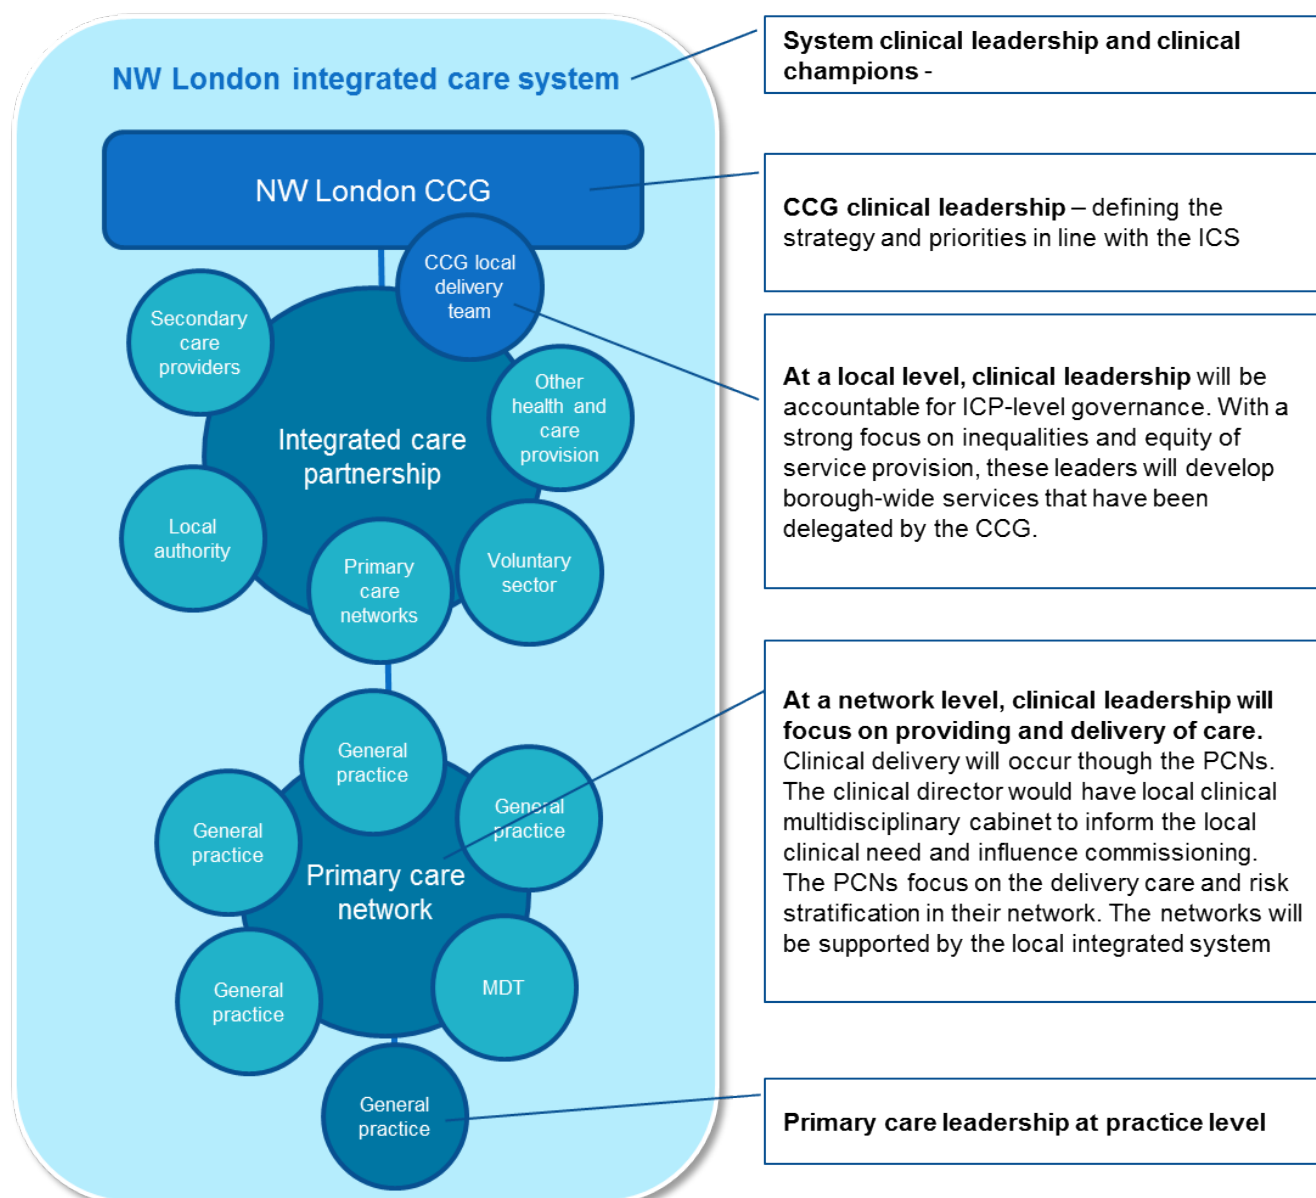 NW London integrated care system
System clinical leadership and clinical
champions -
NW London CCG
CCG clinical leadership – defining the
strategy and priorities in line with the ICS
CCG local
delivery
team
Secondary
care
providers
Other
health and
care
provision
Integrated care
partnership
Local
authority
Primary
care
networks
Voluntary
sector
At a local level, clinical leadership will be
accountable for ICP-level governance. With a
strong focus on inequalities and equity of
service provision, these leaders will develop
borough-wide services that have been
delegated by the CCG.
General
practice
General
practice
General
practice
Primary care
network
General
practice
MDT
At a network level, clinical leadership will
focus on providing and delivery of care.
Clinical delivery will occur though the PCNs.
The clinical director would have local clinical
multidisciplinary cabinet to inform the local
clinical need and influence commissioning.
The PCNs focus on the delivery care and risk
stratification in their network. The networks will
be supported by the local integrated system
General
practice
Primary care leadership at practice level